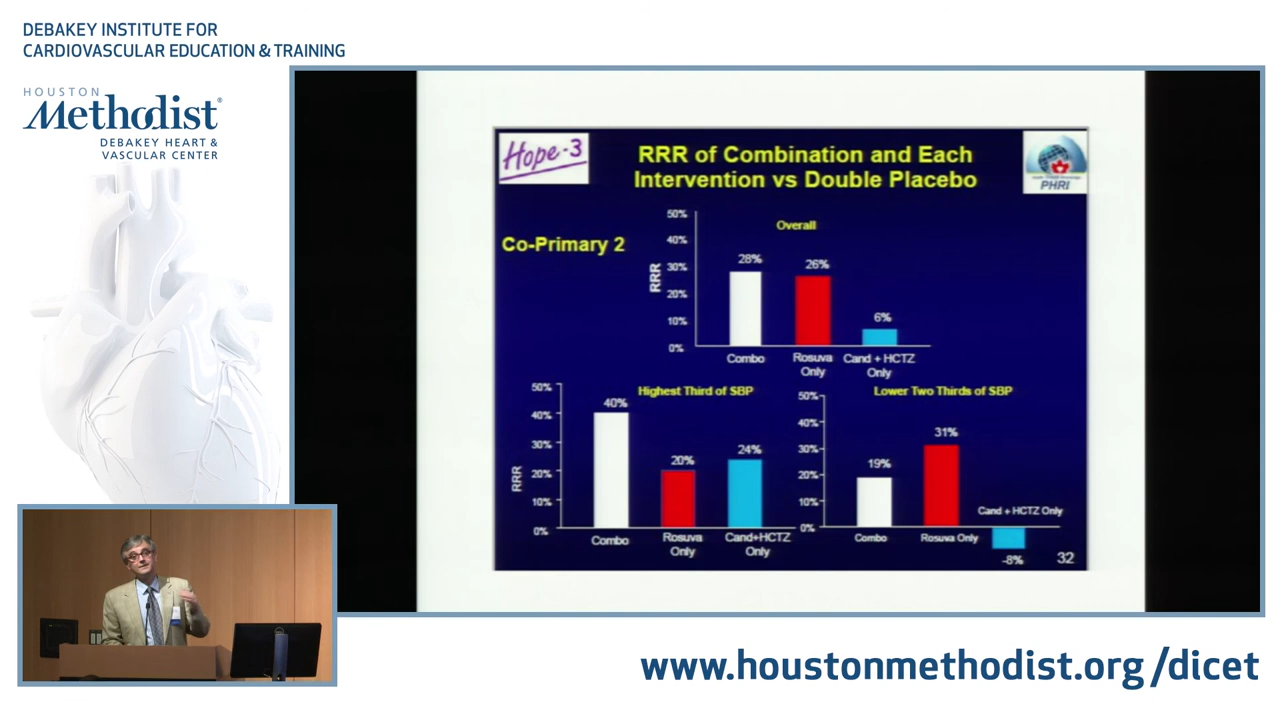 DEBAKEY INSTITUTE FOR
CARDIOVASCULAR EDUCATION & TRAINING
HOUSTON
Methodist®
DEBAKEY HEART &
VASCULAR CENTER
Hope-3
RRR of Combination and Each
Intervention vs Double Placebo
PHRI
Co-Primary 2
Overall
RRR
50%
40%
30%
20%
10%
0%
28%
26%
6%
Combo
Rosuva
Only
Cand + HCTZ
Only
Highest Third of SBP
RRR
50%
40%
30%
20%
10%
0%
40%
20%
24%
Combo
Rosuva
Only
Cand+HCTZ
Only
Lower Two Thirds of SBP
50%
40%
30%
20%
10%
0%
19%
31%
Cand + HCTZ Only
-8%
Combo
Rosuva Only
32
www.houstonmethodist.org/dicet